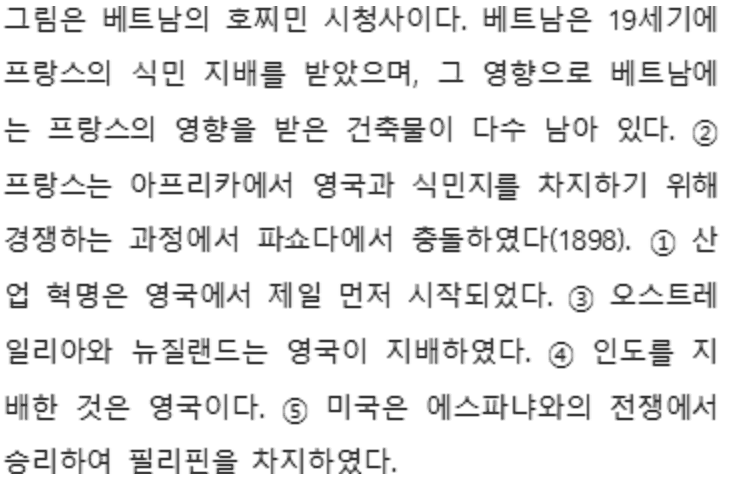 그림은 베트남의 호찌민 시청사이다. 베트남은 19세기에
프랑스의 식민 지배를 받았으며, 그 영향으로 베트남에
는 프랑스의 영향을 받은 건축물이 다수 남아 있다. ②
프랑스는 아프리카에서 영국과 식민지를 차지하기 위해
경쟁하는 과정에서 파쇼다에서 충돌하였다(1898). ① 산
업 혁명은 영국에서 제일 먼저 시작되었다. ③ 오스트레
일리아와 뉴질랜드는 영국이 지배하였다. ④ 인도를 지
배한 것은 영국이다. ⑤ 미국은 에스파냐와의 전쟁에서
승리하여 필리핀을 차지하였다.